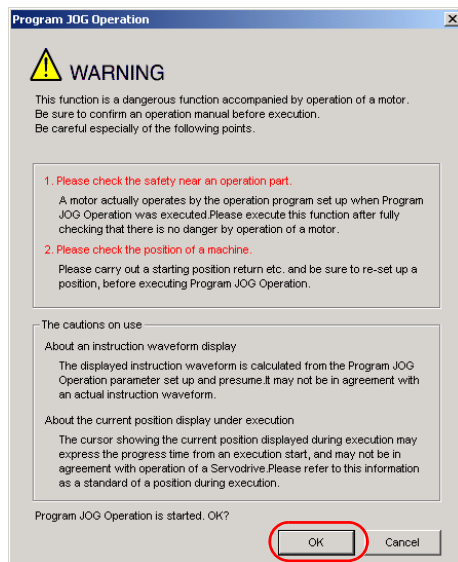 Program JOG Operation
WARNING
This function is a dangerous function accompanied by operation of a motor.
Be sure to confirm an operation manual before execution.
Be careful especially of the following points.
1. Please check the safety near an operation part.
A motor actually operates by the operation program set up when Program
JOG Operation was executed.Please execute this function after fully
checking that there is no danger by operation of a motor.
2. Please check the position of a machine.
Please carry out a starting position return etc. and be sure to re-set up a
position, before executing Program JOG Operation.
The cautions on use
About an instruction waveform display
The displayed instruction waveform is calculated from the Program JOG
Operation parameter set up and presume.It may not be in agreement with
an actual instruction waveform.
About the current position display under execution
The cursor showing the current position displayed during execution may
express the progress time from an execution start, and may not be in
agreement with operation of a Servodrive.Please refer to this information
as a standard of a position during execution.
Program JOG Operation is started. OK?
OK Cancel